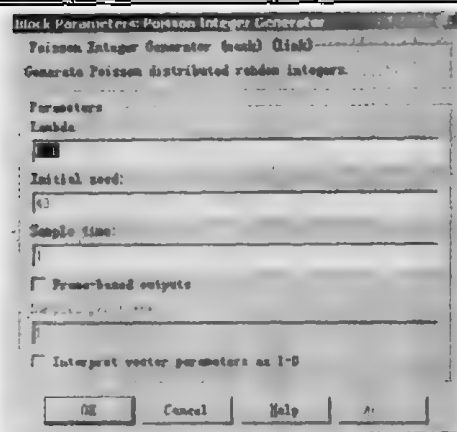 Block Parameters: Poisson Integer Generator
Poisson Integer Generator (mask) (link)
Generate Poisson distributed random integers.
Parameters
Lambda
Initial seed:
43
Sample time:
1
Frame-based outputs
Interpret vector parameters as 1-D
OK
Cancel
Help